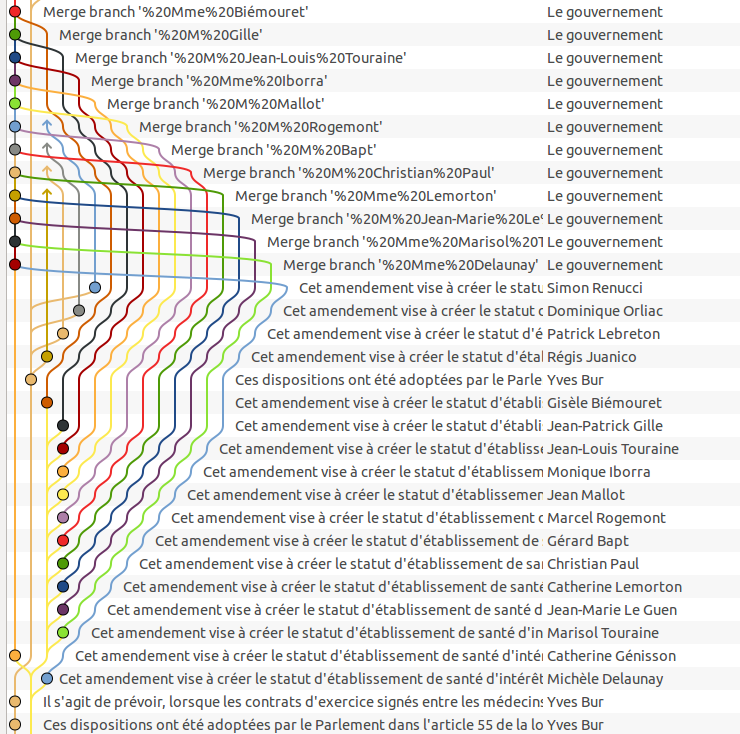 Merge branch '%20Mme%20Biémouret' Le gouvernement
Merge branch '%20M%20Gille' Le gouvernement
Merge branch '%20M%20Jean-Louis%20Touraine' Le gouvernement
Merge branch '%20Mme%20Iborra' Le gouvernement
Merge branch '%20M%20Mallot' Le gouvernement
Merge branch '%20M%20Rogemont' Le gouvernement
Merge branch '%20M%20Bapt' Le gouvernement
Merge branch '%20M%20Christian%20Paul' Le gouvernement
Merge branch '%20Mme%20Lemorton' Le gouvernement
Merge branch '%20M%20Jean-Marie%20Le Le gouvernement
Merge branch '%20Mme%20Marisol%20T Le gouvernement
Merge branch '%20Mme%20Delaunay' Le gouvernement
Cet amendement vise à créer le statu Simon Renucci
Cet amendement vise à créer le statut d Dominique Orliac
Cet amendement vise à créer le statut d'é Patrick Lebreton
Cet amendement vise à créer le statut d'étal Régis Juanico
Ces dispositions ont été adoptées par le Parle Yves Bur
Cet amendement vise à créer le statut d'établi Gisèle Biémouret
Cet amendement vise à créer le statut d'établi Jean-Patrick Gille
Cet amendement vise à créer le statut d'établisse Jean-Louis Touraine
Cet amendement vise à créer le statut d'établissem Monique Iborra
Cet amendement vise à créer le statut d'établissemen Jean Mallot
Cet amendement vise à créer le statut d'établissement d Marcel Rogemont
Cet amendement vise à créer le statut d'établissement de Gérard Bapt
Cet amendement vise à créer le statut d'établissement de sa Christian Paul
Cet amendement vise à créer le statut d'établissement de santé Catherine Lemorton
Cet amendement vise à créer le statut d'établissement de santé d Jean-Marie Le Guen
Cet amendement vise à créer le statut d'établissement de santé d'in Marisol Touraine
Cet amendement vise à créer le statut d'établissement de santé d'inté Catherine Génisson
Cet amendement vise à créer le statut d'établissement de santé d'intérêt Michèle Delaunay
Il s'agit de prévoir, lorsque les contrats d'exercice signés entre les médecins Yves Bur
Ces dispositions ont été adoptées par le Parlement dans l'article 55 de la lo Yves Bur